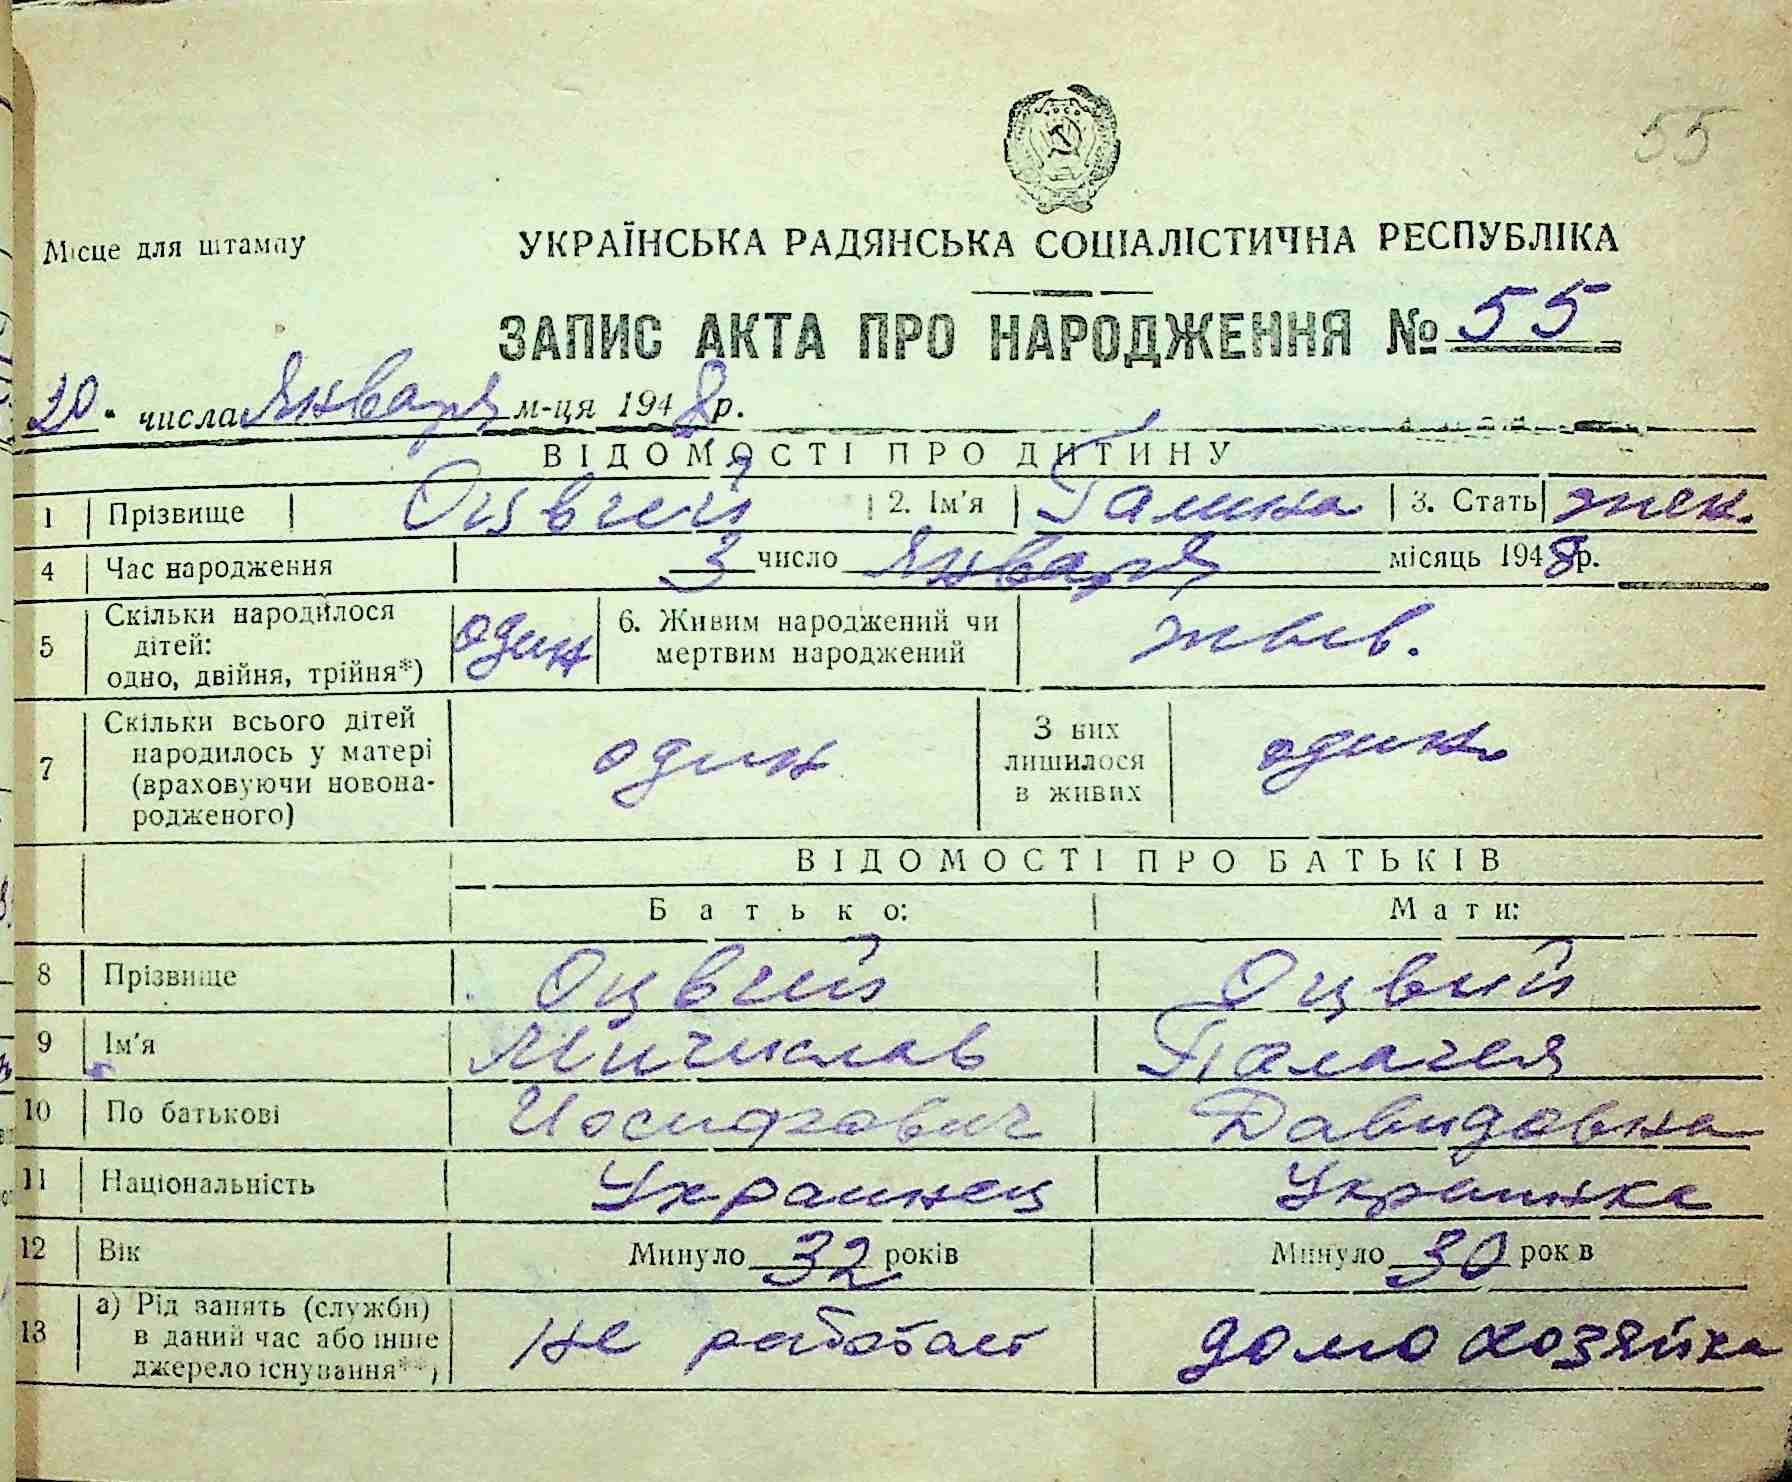 55
Місце для штампу
УКРАЇНСЬКА РАДЯНСЬКА СОЦІАЛІСТИЧНА РЕСПУБЛІКА
ЗАПИС АКТА ПРО НАРОДЖЕННЯ № 55
20 " числа Января м-ця 1948 р.
ВІДОМОСТІ ПРО ДИТИНУ
1 Прізвище Оцвгей 2. Ім'я Галина 3. Стать жен.
4 Час народження 3 число Января місяць 1948 р.
5 Скільки народилося дітей: одно, двійня, трійня*) один 6. Живим народжений чи мертвим народжений жыв.
7 Скільки всього дітей народилось у матері (враховуючи новонародженого) один З них лишилося в живих один
ВІДОМОСТІ ПРО БАТЬКІВ
Батько: Мати:
8 Прізвище Оцвгей Оцвгей
9 Ім'я Мичислав Палагея
10 По батькові Иосифович Давидовна
11 Національність Украинец Украинка
12 Вік Минуло 32 років Минуло 30 рок в
13 а) Рід занять (служби) в даний час або інше джерело існування**) не работает домохозяйка